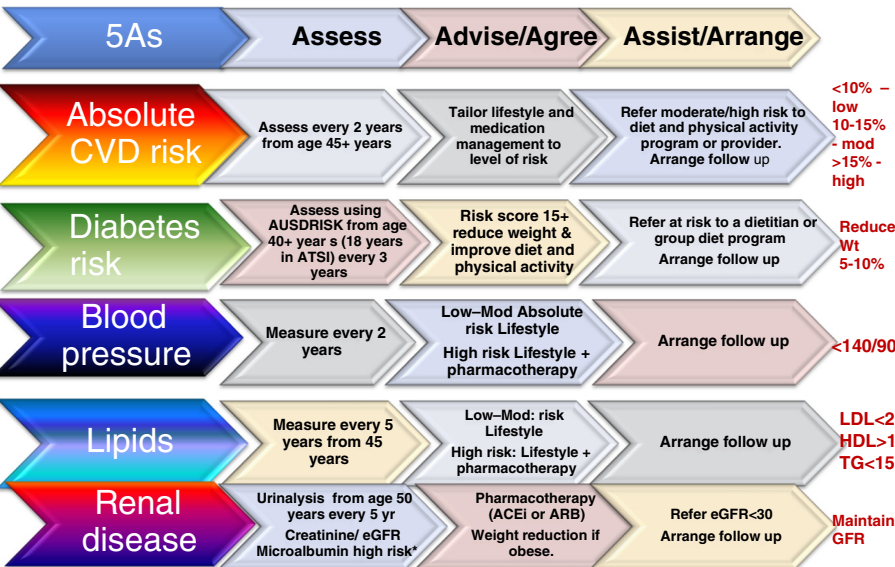 5As
Assess
Advise/Agree
Assist/Arrange
Absolute
CVD risk
Assess every 2 years
from age 45+ years
Tailor lifestyle and
medication
management to
level of risk
Refer moderate/high risk to
diet and physical activity
program or provider.
Arrange follow up
<10% –
low
10-15%
- mod
>15% -
high
Diabetes
risk
Assess using
AUSDRISK from age
40+ year s (18 years
in ATSI) every 3
years
Risk score 15+
reduce weight &
improve diet and
physical activity
Refer at risk to a dietitian or
group diet program
Arrange follow up
Reduce
Wt
5-10%
Blood
pressure
Measure every 2
years
Low–Mod Absolute
risk Lifestyle
High risk Lifestyle +
pharmacotherapy
Arrange follow up
<140/90
Lipids
Measure every 5
years from 45
years
Low–Mod: risk
Lifestyle
High risk: Lifestyle +
pharmacotherapy
Arrange follow up
LDL<2
HDL>1
TG<15
Renal
disease
Urinalysis from age 50
years every 5 yr
Creatinine/ eGFR
Microalbumin high risk*
Pharmacotherapy
(ACEi or ARB)
Weight reduction if
obese.
Refer eGFR<30
Arrange follow up
Maintain
GFR